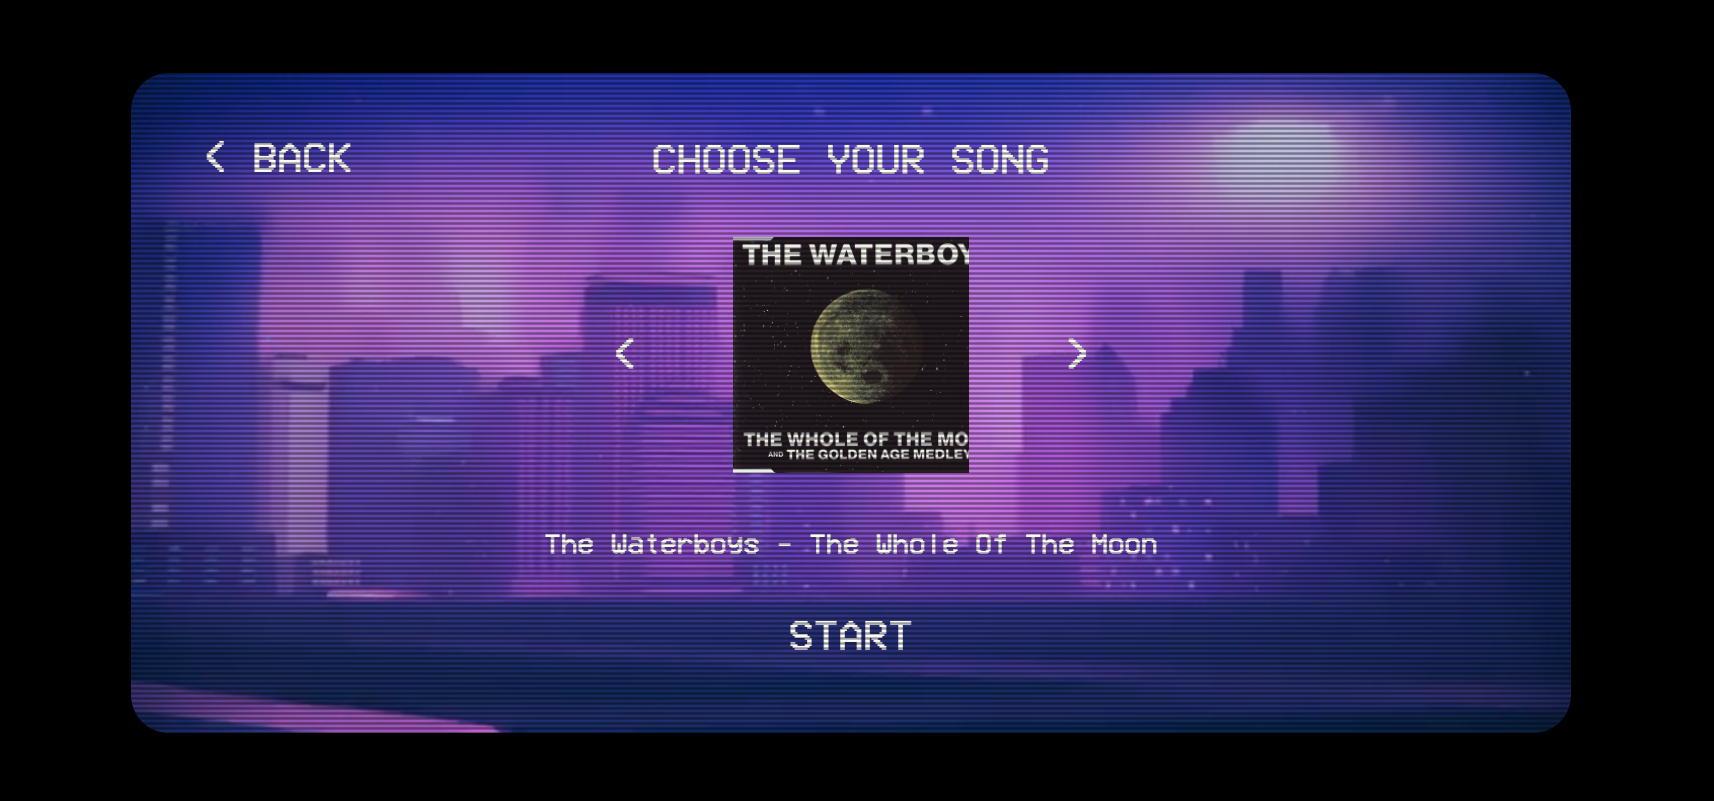 < BACK
CHOOSE YOUR SONG
THE WATERBOY
THE WHOLE OF THE MO
AND THE GOLDEN AGE MEDLEY
< >
The Waterboys - The Whole Of The Moon
START